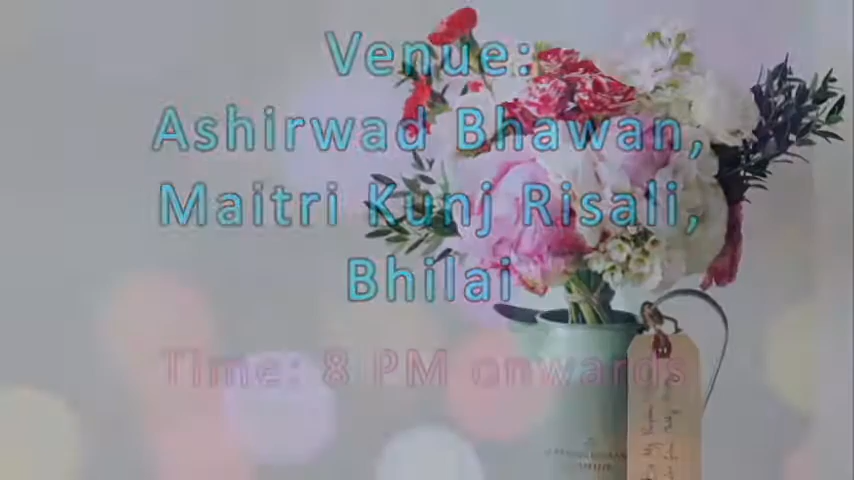 Venue:
Ashirwad Bhawan,
Maitri Kunj Risali,
Bhilai
Time: 8 PM onwards